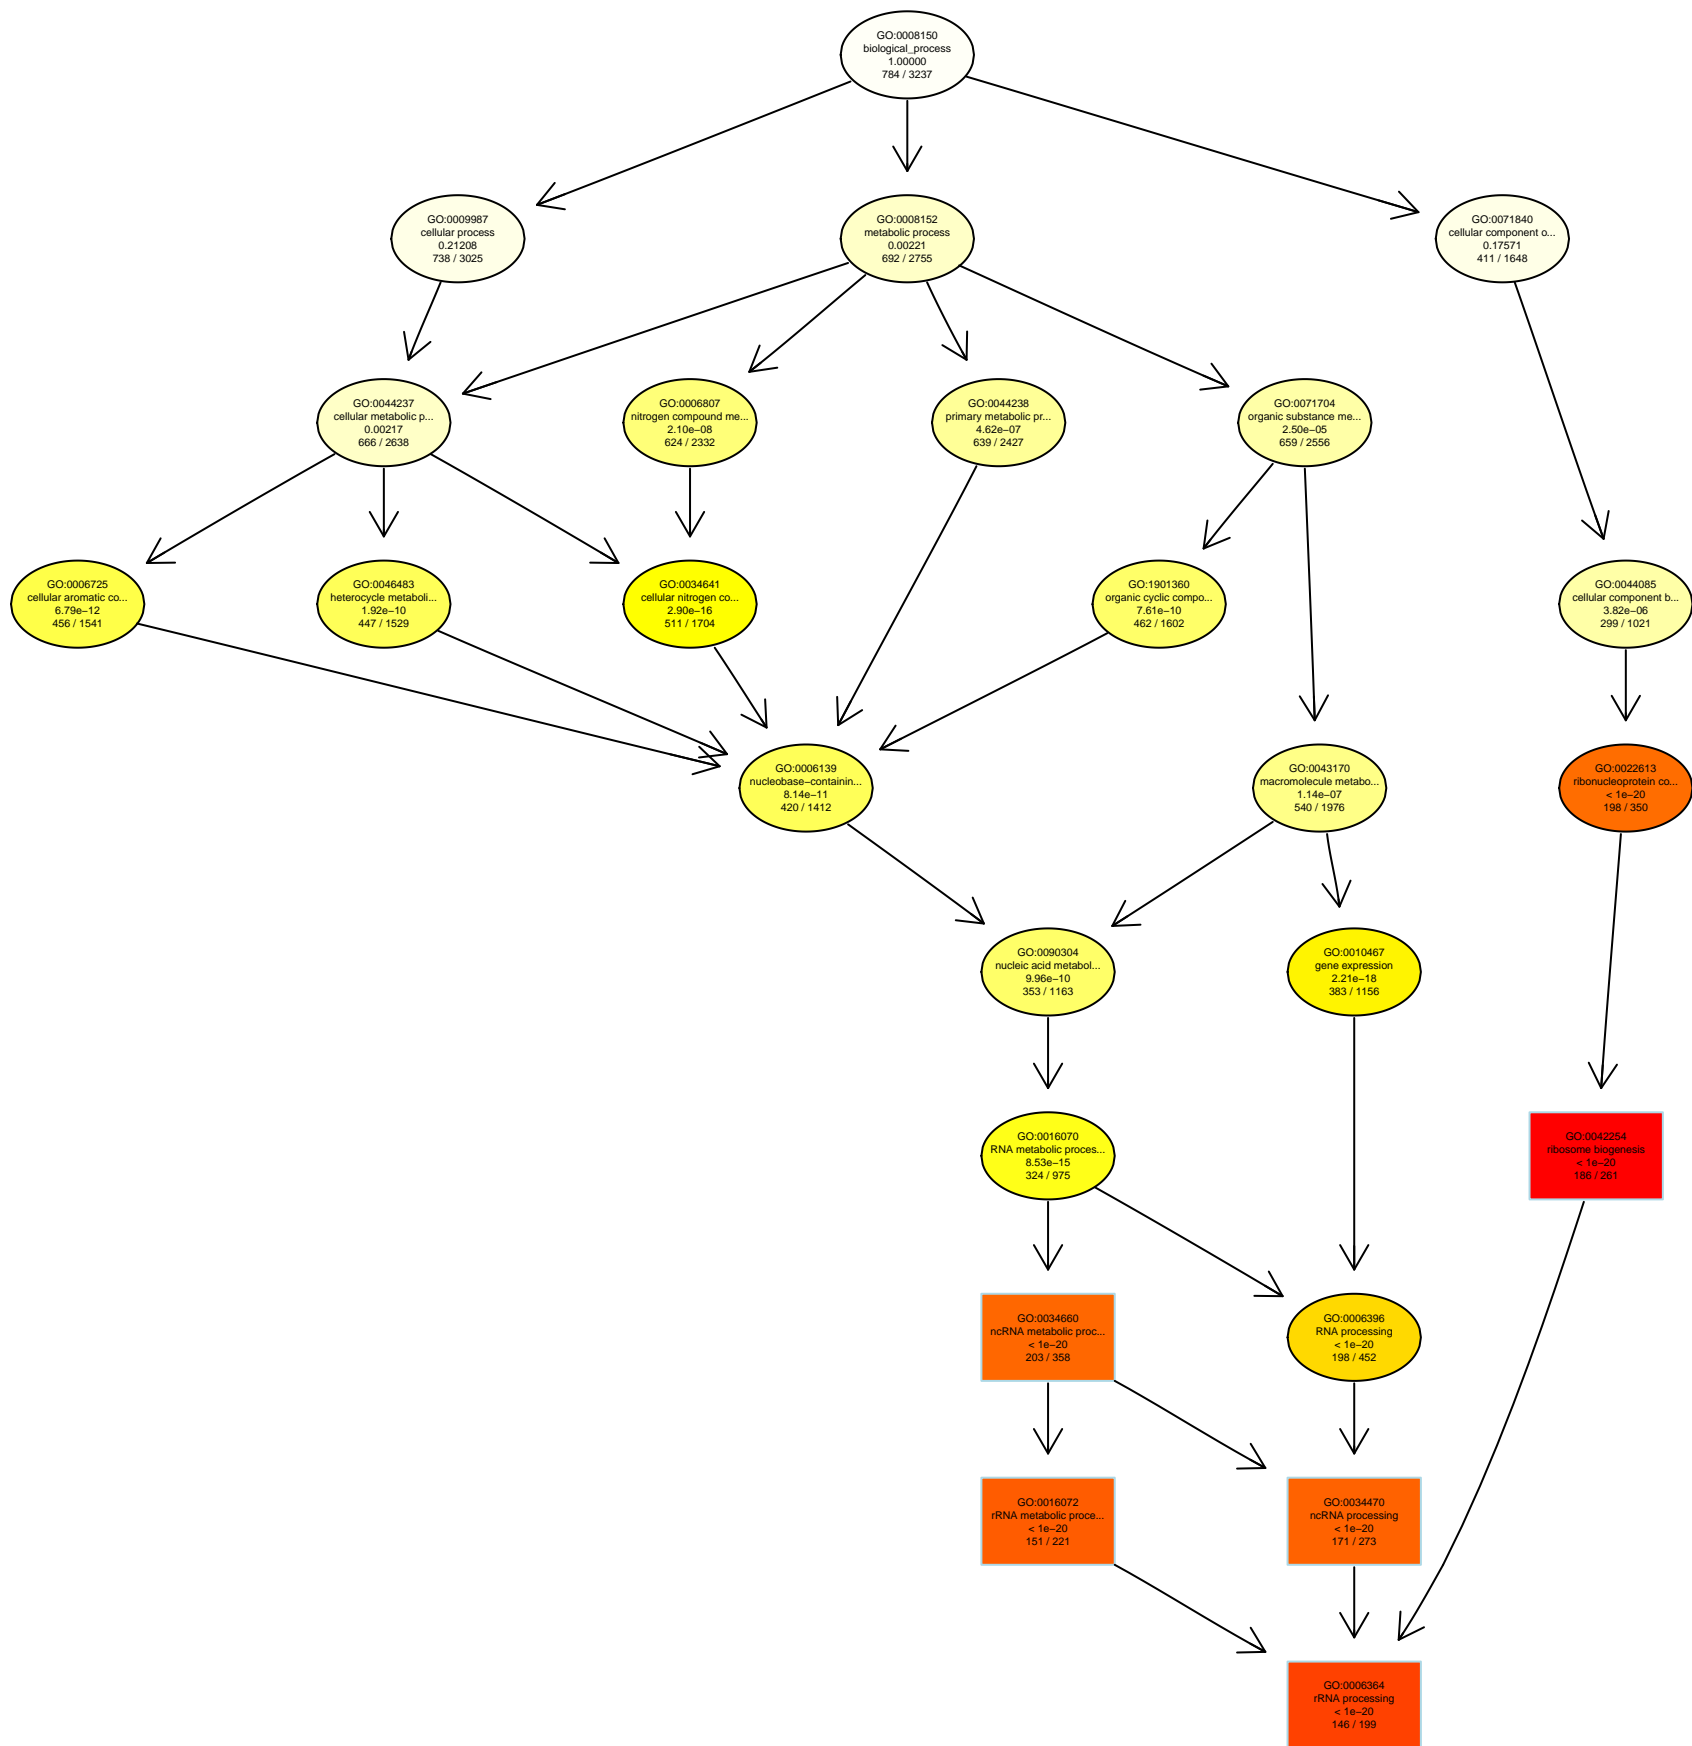 GO:0008150
biological_process
1.00000
784 / 3237
GO:0009987
cellular process
0.21208
738 / 3025
GO:0008152
metabolic process
0.00221
692 / 2755
GO:0071840
cellular component o...
0.17571
411 / 1648
GO:0044237
cellular metabolic p...
0.00217
666 / 2638
GO:0006807
nitrogen compound me...
2.10e−08
624 / 2332
GO:0044238
primary metabolic pr...
4.62e−07
639 / 2427
GO:0071704
organic substance me...
2.50e−05
659 / 2556
GO:0006725
cellular aromatic co...
6.79e−12
456 / 1541
GO:0046483
heterocycle metaboli...
1.92e−10
447 / 1529
GO:0034641
cellular nitrogen co...
2.90e−16
511 / 1704
GO:1901360
organic cyclic compo...
7.61e−10
462 / 1602
GO:0044085
cellular component b...
3.82e−06
299 / 1021
GO:0006139
nucleobase−containin...
8.14e−11
420 / 1412
GO:0043170
macromolecule metabo...
1.14e−07
540 / 1976
GO:0022613
ribonucleoprotein co...
< 1e−20
198 / 350
GO:0090304
nucleic acid metabol...
9.96e−10
353 / 1163
GO:0010467
gene expression
2.21e−18
383 / 1156
GO:0016070
RNA metabolic proces...
8.53e−15
324 / 975
GO:0042254
ribosome biogenesis
< 1e−20
186 / 261
GO:0034660
ncRNA metabolic proc...
< 1e−20
203 / 358
GO:0006396
RNA processing
< 1e−20
198 / 452
GO:0016072
rRNA metabolic proce...
< 1e−20
151 / 221
GO:0034470
ncRNA processing
< 1e−20
171 / 273
GO:0006364
rRNA processing
< 1e−20
146 / 199